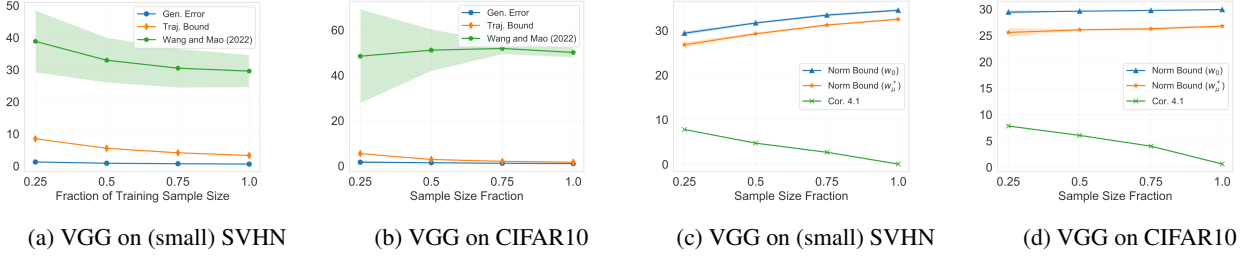 50
40
30
20
10
0
0.25
0.5
0.75
1.0
Fraction of Training Sample Size
Gen. Error
Traj. Bound
Wang and Mao (2022)
(a) VGG on (small) SVHN
60
40
20
0
0.25
0.5
0.75
1.0
Sample Size Fraction
Gen. Error
Traj. Bound
Wang and Mao (2022)
(b) VGG on CIFAR10
30
20
10
0
0.25
0.5
0.75
1.0
Sample Size Fraction
Norm Bound (w₀)
Norm Bound (w*μ)
Cor. 4.1
(c) VGG on (small) SVHN
30
25
20
15
10
5
0
0.25
0.5
0.75
1.0
Sample Size Fraction
Norm Bound (w₀)
Norm Bound (w*μ)
Cor. 4.1
(d) VGG on CIFAR10